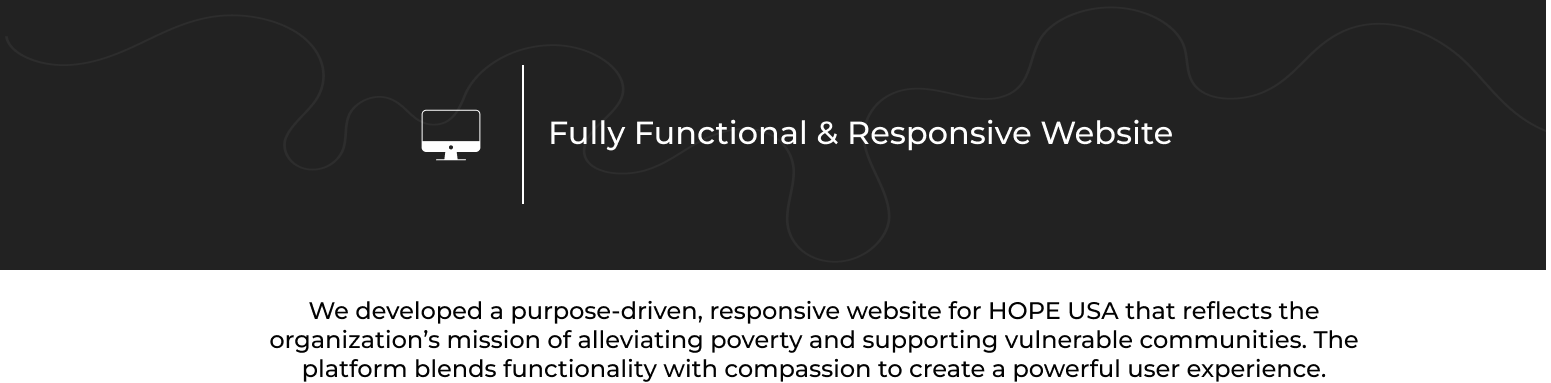 Fully Functional & Responsive Website
We developed a purpose-driven, responsive website for HOPE USA that reflects the
organization’s mission of alleviating poverty and supporting vulnerable communities. The
platform blends functionality with compassion to create a powerful user experience.